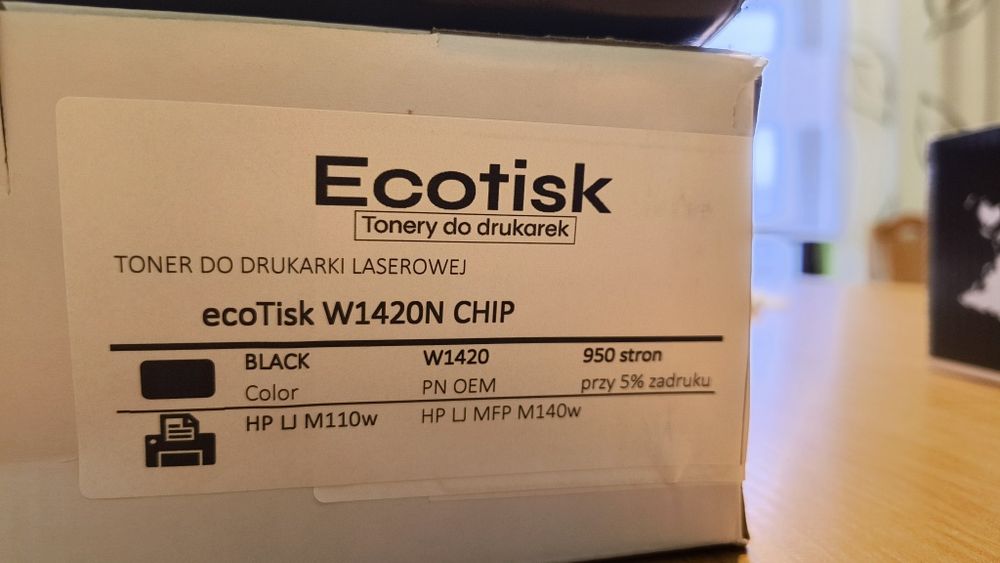 Ecotisk
Tonery do drukarek
TONER DO DRUKARKI LASEROWEJ
ecoTisk W1420N CHIP
BLACK W1420 950 stron
Color PN OEM przy 5% zadruku
HP LJ M110w HP LJ MFP M140w